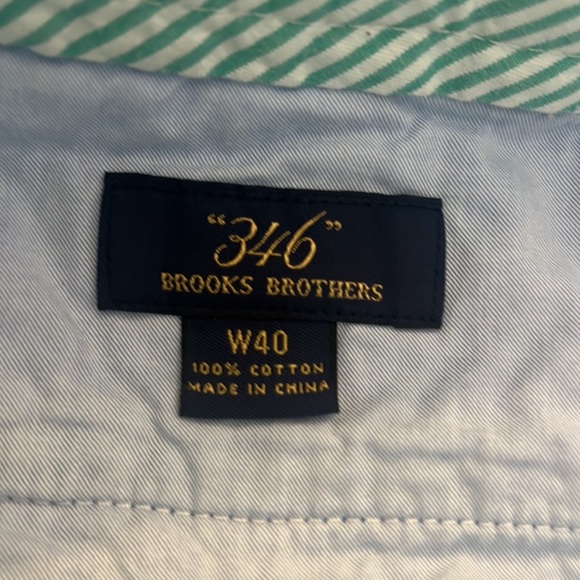 “346”
BROOKS BROTHERS
W40
100% COTTON
MADE IN CHINA